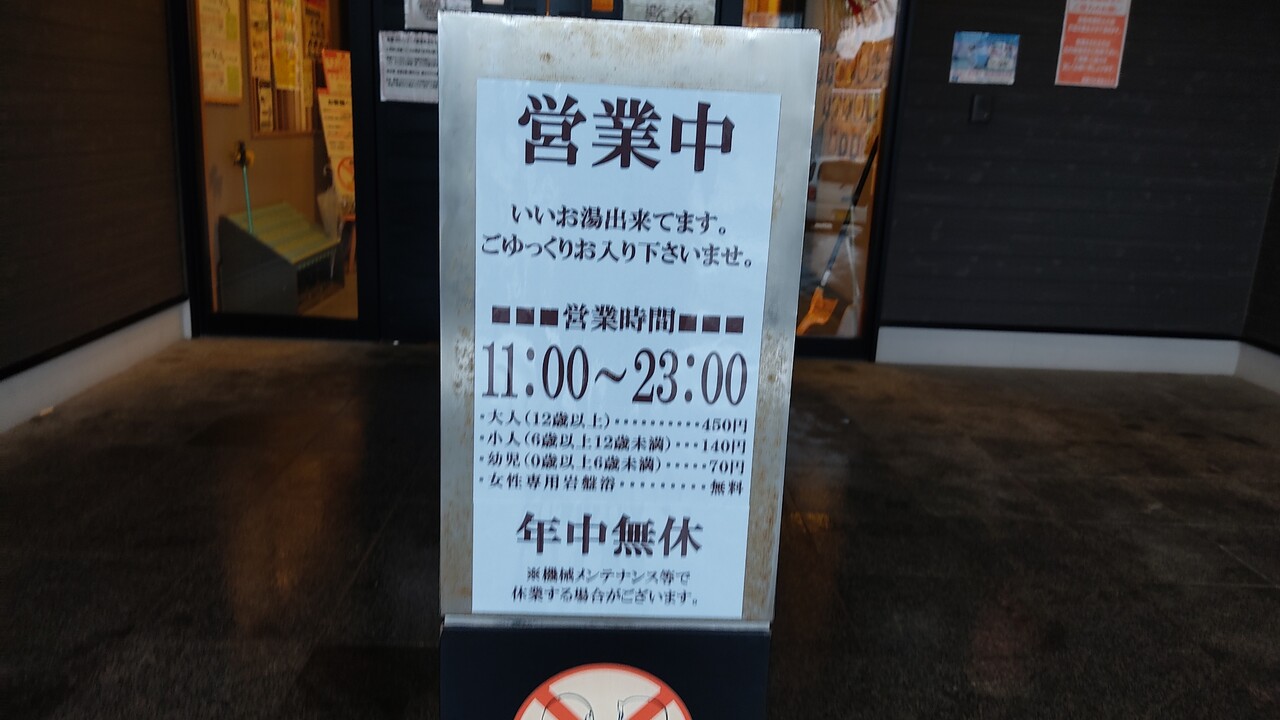 営業中
いいお湯出来てます。
ごゆっくりお入り下さいませ。
■■■営業時間■■■
11:00～23:00
・大人(12歳以上)··········450円
・小人(6歳以上12歳未満)···140円
・幼児(0歳以上6歳未満)·····70円
・女性専用岩盤浴·········無料
年中無休
※機械メンテナンス等で
休業する場合がございます。